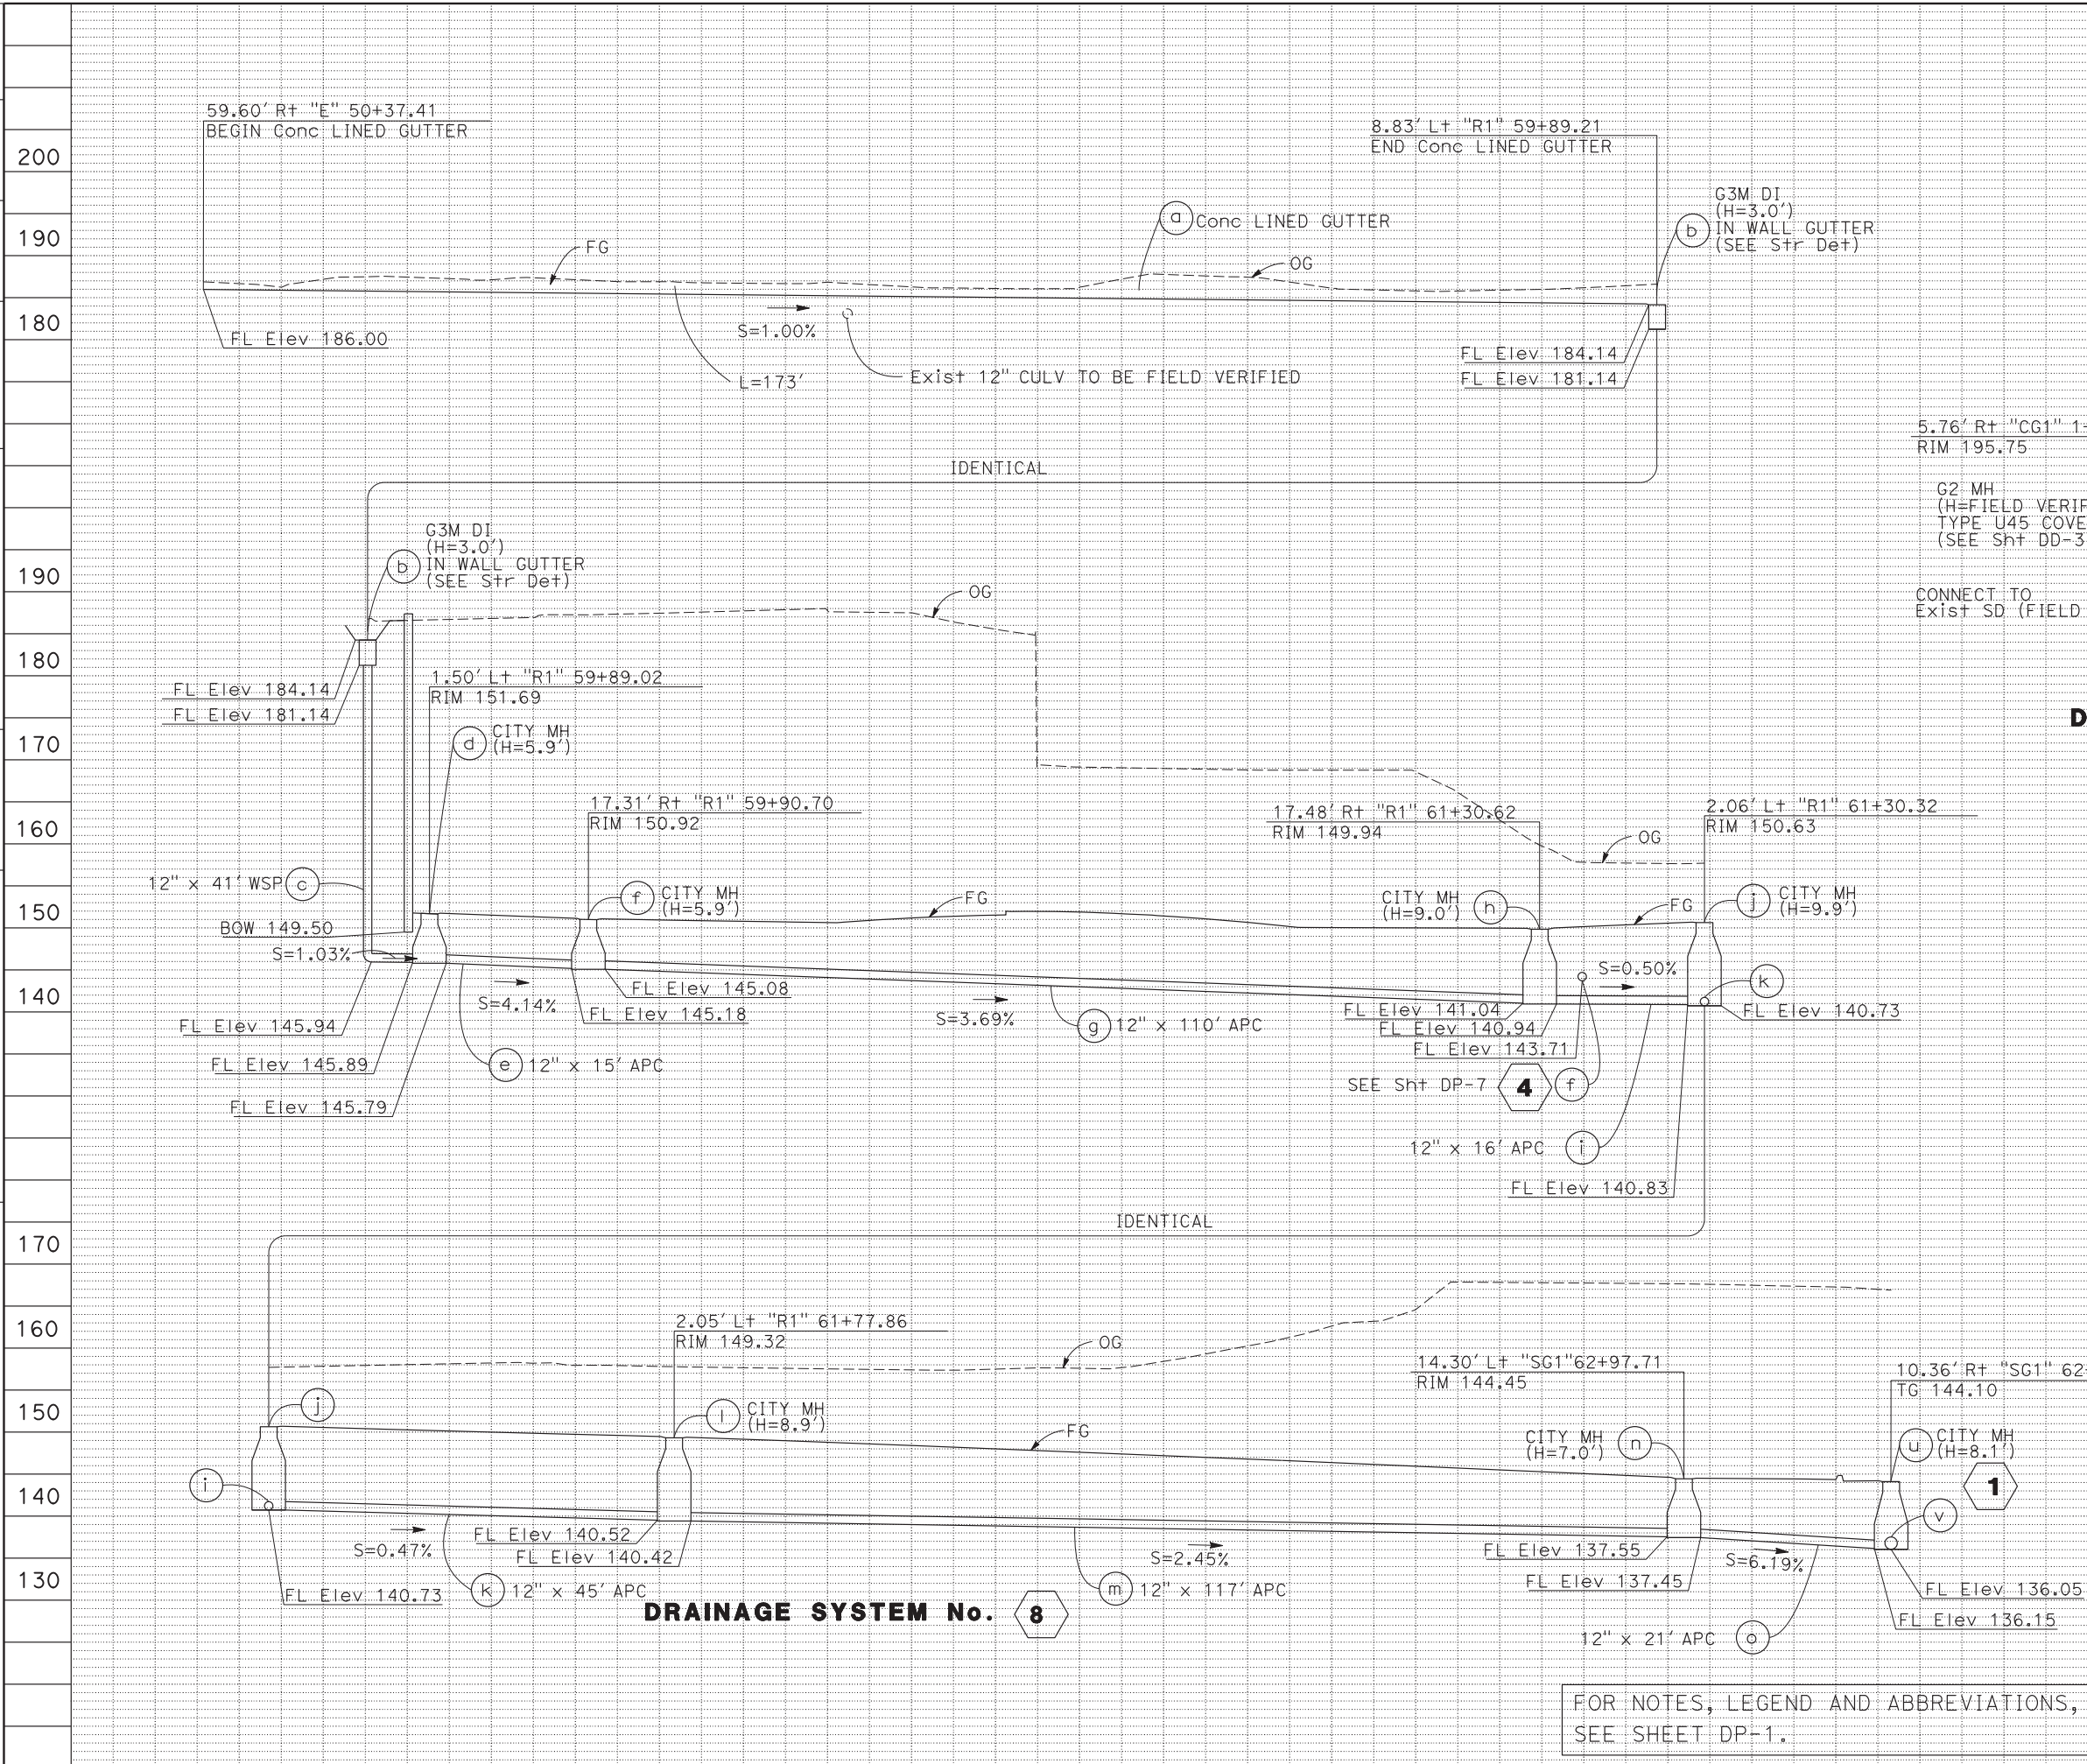 200
190
180
190
180
170
160
150
140
170
160
150
140
130
59.60' Rt "E" 50+37.41
BEGIN Conc LINED GUTTER
8.83' Lt "R1" 59+89.21
END Conc LINED GUTTER
FG
a Conc LINED GUTTER
OG
b
G3M DI
(H=3.0')
IN WALL GUTTER
(SEE Str Det)
FL Elev 186.00
S=1.00%
L=173'
Exist 12" CULV TO BE FIELD VERIFIED
FL Elev 184.14
FL Elev 181.14
IDENTICAL
5.76' Rt "CG1" 1+
RIM 195.75
G2 MH
(H=FIELD VERIF
TYPE U45 COVE
(SEE Sht DD-3
CONNECT TO
Exist SD (FIELD
D
b
G3M DI
(H=3.0')
IN WALL GUTTER
(SEE Str Det)
OG
FL Elev 184.14
FL Elev 181.14
1.50' Lt "R1" 59+89.02
RIM 151.69
d CITY MH
(H=5.9')
17.31' Rt "R1" 59+90.70
RIM 150.92
17.48' Rt "R1" 61+30.62
RIM 149.94
2.06' Lt "R1" 61+30.32
RIM 150.63
OG
12" x 41' WSP c
f CITY MH
(H=5.9')
FG
CITY MH
(H=9.0') h
FG
j CITY MH
(H=9.9')
BOW 149.50
S=1.03%
S=4.14%
FL Elev 145.08
FL Elev 145.18
S=3.69%
g 12" x 110' APC
S=0.50%
k
FL Elev 141.04
FL Elev 140.94
FL Elev 143.71
FL Elev 140.73
FL Elev 145.94
FL Elev 145.89
FL Elev 145.79
e 12" x 15' APC
SEE Sht DP-7 4 f
12" x 16' APC i
FL Elev 140.83
IDENTICAL
2.05' Lt "R1" 61+77.86
RIM 149.32
OG
14.30' Lt "SG1"62+97.71
RIM 144.45
10.36' Rt "SG1" 62+
TG 144.10
j
l CITY MH
(H=8.9')
FG
CITY MH
(H=7.0') n
u CITY MH
(H=8.1')
1
i
v
S=0.47%
FL Elev 140.52
FL Elev 140.42
S=2.45%
FL Elev 137.55
FL Elev 137.45
S=6.19%
FL Elev 140.73
k 12" x 45' APC
m 12" x 117' APC
FL Elev 136.05
FL Elev 136.15
DRAINAGE SYSTEM No. 8
12" x 21' APC o
FOR NOTES, LEGEND AND ABBREVIATIONS,
SEE SHEET DP-1.